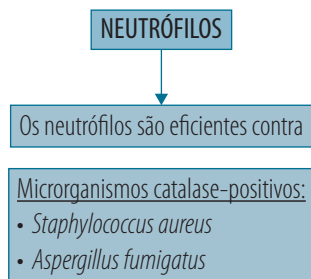 NEUTRÓFILOS
Os neutrófilos são eficientes contra
Microrganismos catalase-positivos:
• Staphylococcus aureus
• Aspergillus fumigatus